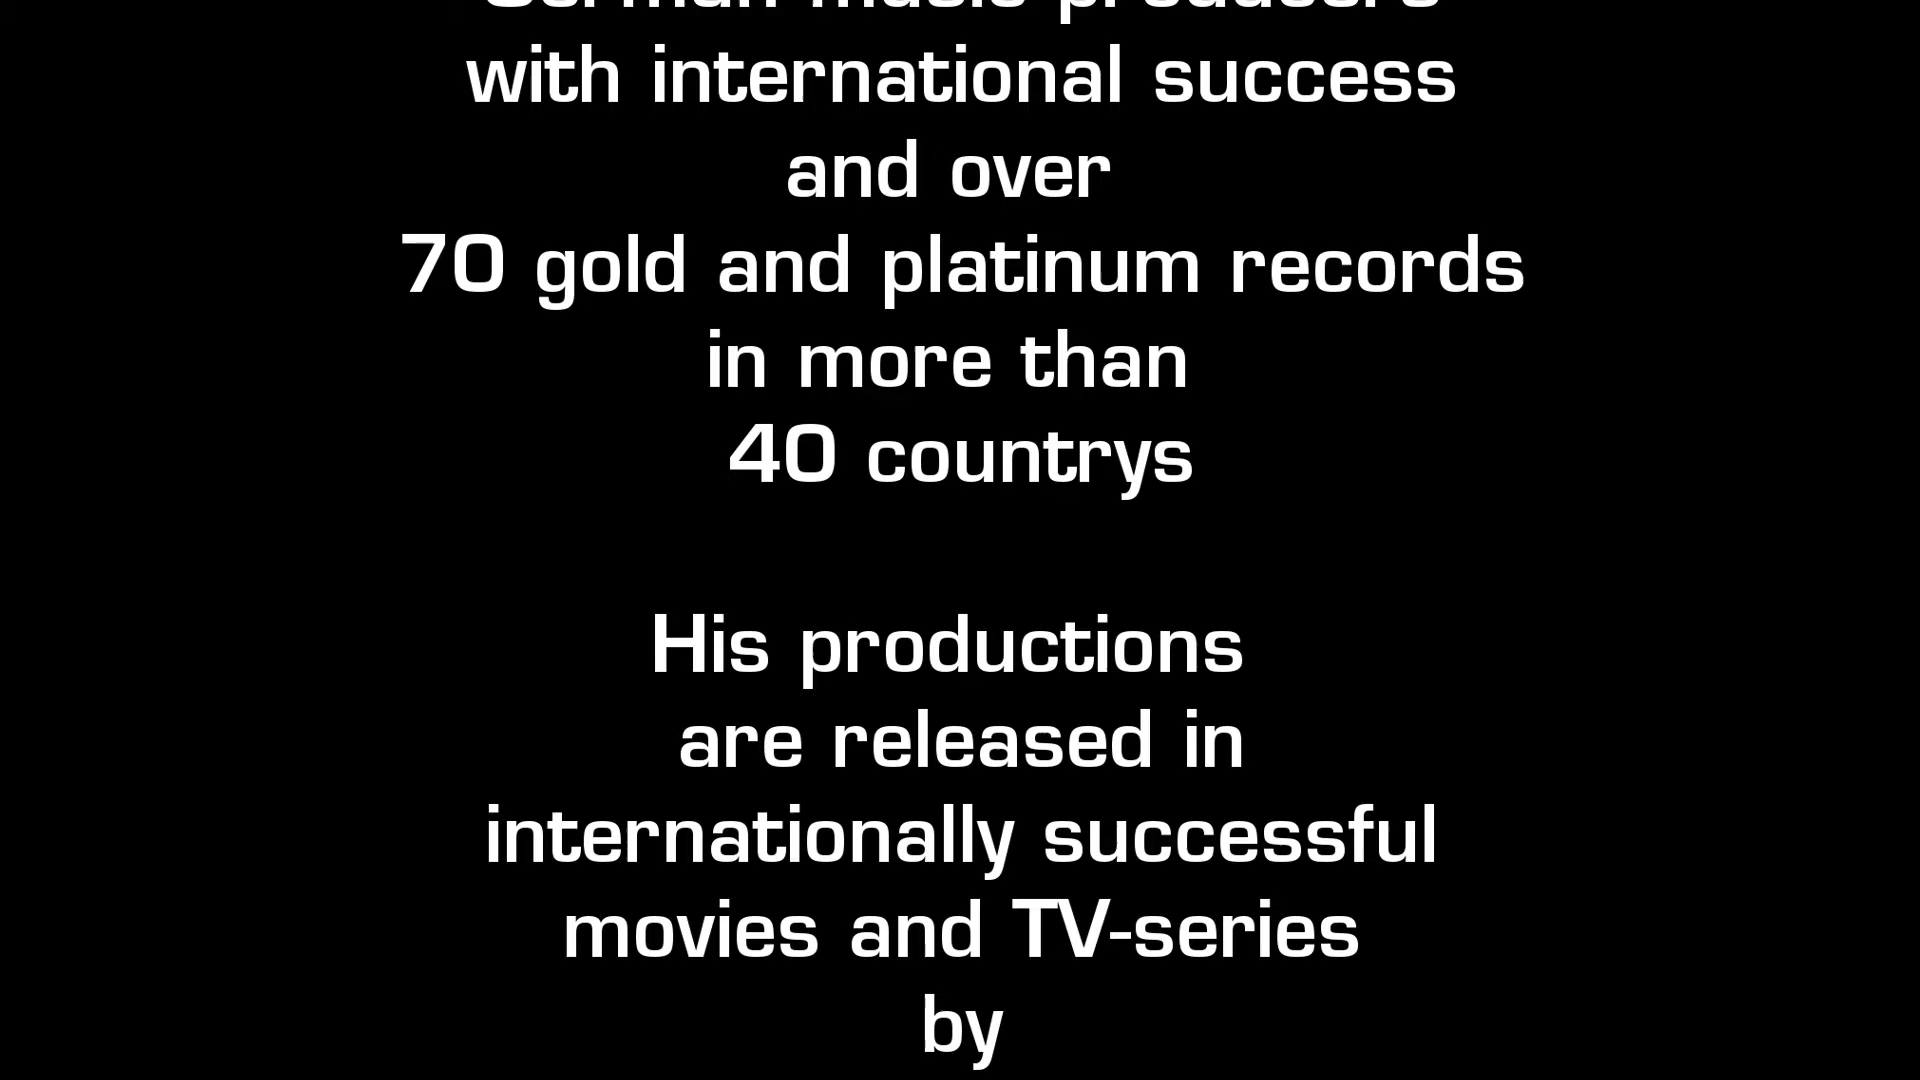 German music producers
with international success
and over
70 gold and platinum records
in more than
40 countrys
His productions
are released in
internationally successful
movies and TV-series
by